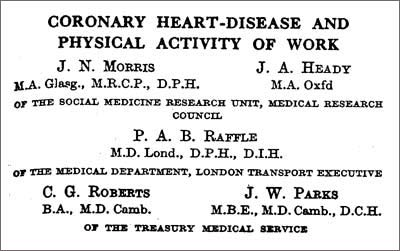 CORONARY HEART-DISEASE AND
PHYSICAL ACTIVITY OF WORK
J. N. MORRIS J. A. HEADY
M.A. Glasg., M.R.C.P., D.P.H. M.A. Oxfd
OF THE SOCIAL MEDICINE RESEARCH UNIT, MEDICAL RESEARCH
COUNCIL
P. A. B. RAFFLE
M.D. Lond., D.P.H., D.I.H.
OF THE MEDICAL DEPARTMENT, LONDON TRANSPORT EXECUTIVE
C. G. ROBERTS J. W. PARKS
B.A., M.D. Camb. M.B.E., M.D. Camb., D.C.H.
OF THE TREASURY MEDICAL SERVICE